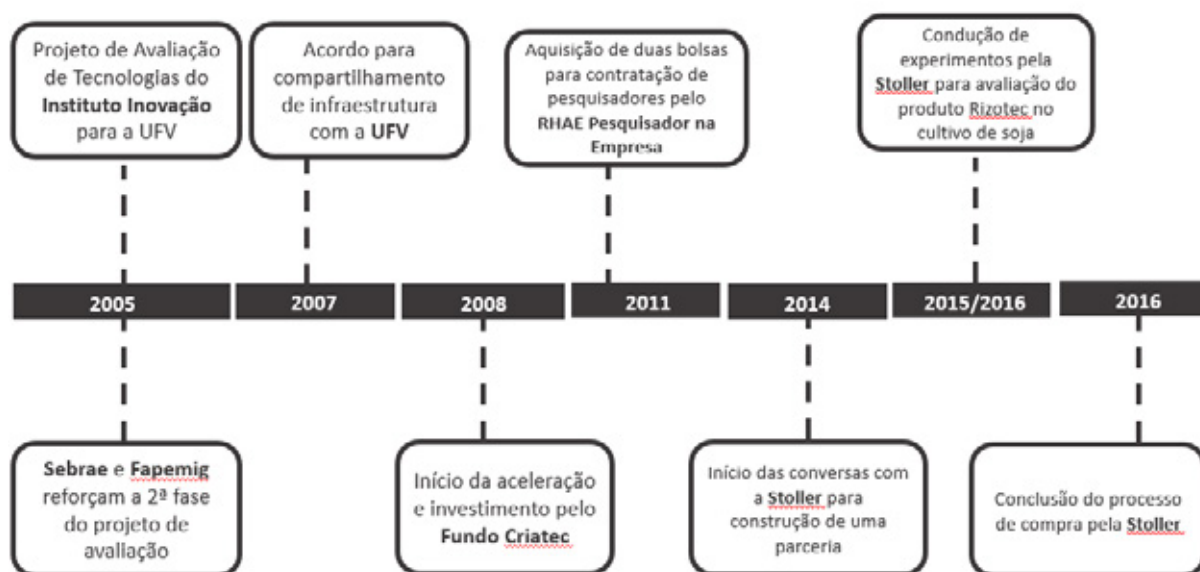 Projeto de Avaliação
de Tecnologias do
Instituto Inovação
para a UFV
Acordo para
compartilhamento
de infraestrutura
com a UFV
Aquisição de duas bolsas
para contratação de
pesquisadores pelo
RHAE Pesquisador na
Empresa
Condução de
experimentos pela
Stoller para avaliação do
produto Rizotec no
cultivo de soja
2005
2007
2008
2011
2014
2015/2016
2016
Sebrae e Fapemig
reforçam a 2ª fase
do projeto de
avaliação
Início da aceleração
e investimento pelo
Fundo Criatec
Início das conversas com
a Stoller para
construção de uma
parceria
Conclusão do processo
de compra pela Stoller